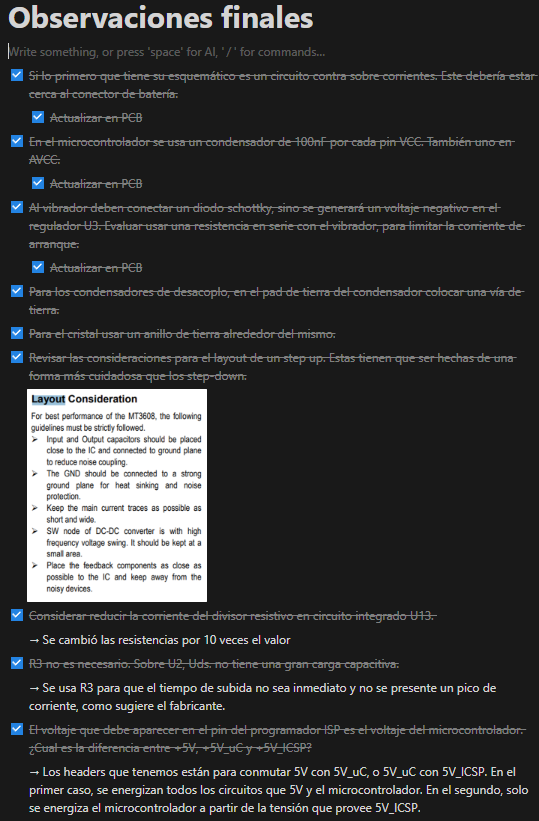 Observaciones finales
Write something, or press 'space' for AI, '/' for commands...
Si lo primero que tiene su esquemático es un circuito contra sobre corrientes. Este debería estar
cerca al conector de batería.
Actualizar en PCB
En el microcontrolador se usa un condensador de 100nF por cada pin VCC. También uno en
AVCC.
Actualizar en PCB
Al vibrador deben conectar un diodo schottky, sino se generará un voltaje negativo en el
regulador U3. Evaluar usar una resistencia en serie con el vibrador, para limitar la corriente de
arranque.
Actualizar en PCB
Para los condensadores de desacoplo, en el pad de tierra del condensador colocar una vía de
tierra.
Para el cristal usar un anillo de tierra alrededor del mismo.
Revisar las consideraciones para el layout de un step up. Estas tienen que ser hechas de una
forma más cuidadosa que los step-down.
Layout Consideration
For best performance of the MT3608, the following
guidelines must be strictly followed.
➢ Input and Output capacitors should be placed
close to the IC and connected to ground plane
to reduce noise coupling.
➢ The GND should be connected to a strong
ground plane for heat sinking and noise
protection.
➢ Keep the main current traces as possible as
short and wide.
➢ SW node of DC-DC converter is with high
frequency voltage swing. It should be kept at a
small area.
➢ Place the feedback components as close as
possible to the IC and keep away from the
noisy devices.
Considerar reducir la corriente del divisor resistivo en circuito integrado U13.
→ Se cambió las resistencias por 10 veces el valor
R3 no es necesario. Sobre U2, Uds. no tiene una gran carga capacitiva.
→ Se usa R3 para que el tiempo de subida no sea inmediato y no se presente un pico de
corriente, como sugiere el fabricante.
El voltaje que debe aparecer en el pin del programador ISP es el voltaje del microcontrolador.
¿Cual es la diferencia entre +5V, +5V_uC y +5V_ICSP?
→ Los headers que tenemos están para conmutar 5V con 5V_uC, o 5V_uC con 5V_ICSP. En el
primer caso, se energizan todos los circuitos que 5V y el microcontrolador. En el segundo, solo
se energiza el microcontrolador a partir de la tensión que provee 5V_ICSP.